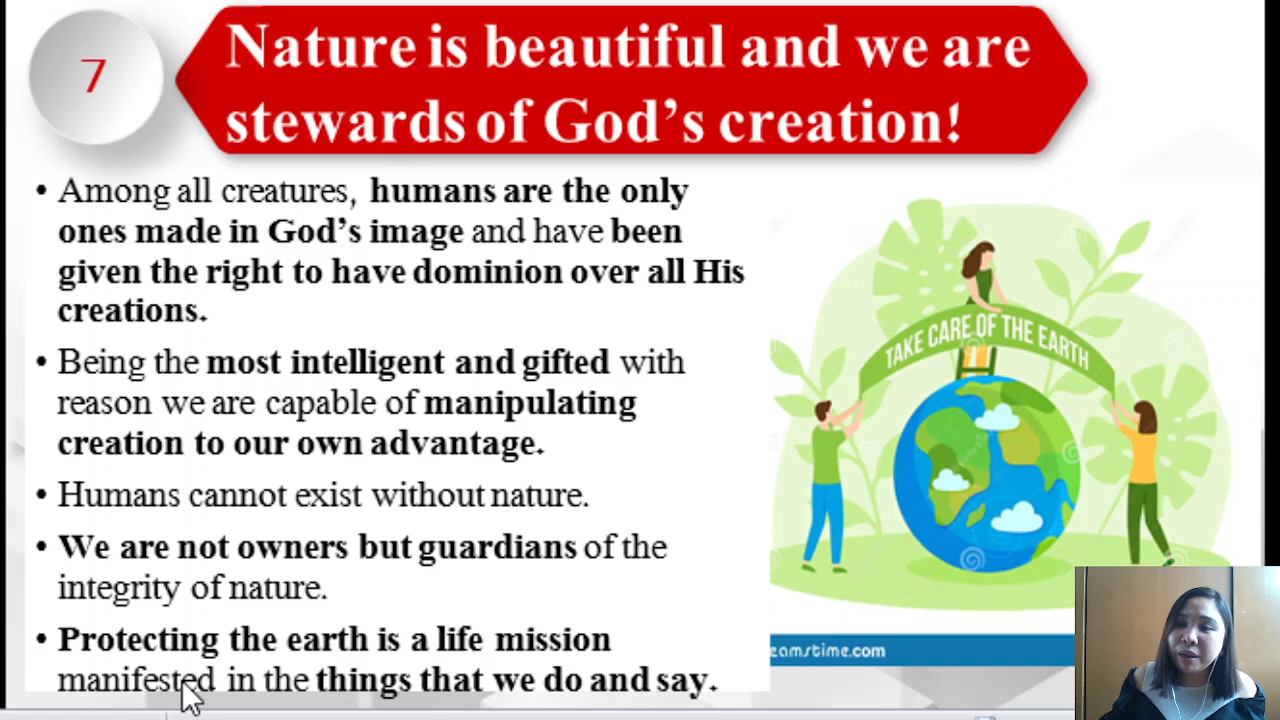 7
Nature is beautiful and we are
stewards of God's creation!
• Among all creatures, humans are the only
ones made in God's image and have been
given the right to have dominion over all His
creations.
• Being the most intelligent and gifted with
reason we are capable of manipulating
creation to our own advantage.
• Humans cannot exist without nature.
• We are not owners but guardians of the
integrity of nature.
• Protecting the earth is a life mission
manifested in the things that we do and say.
TAKE CARE OF THE EARTH
eamstime.com